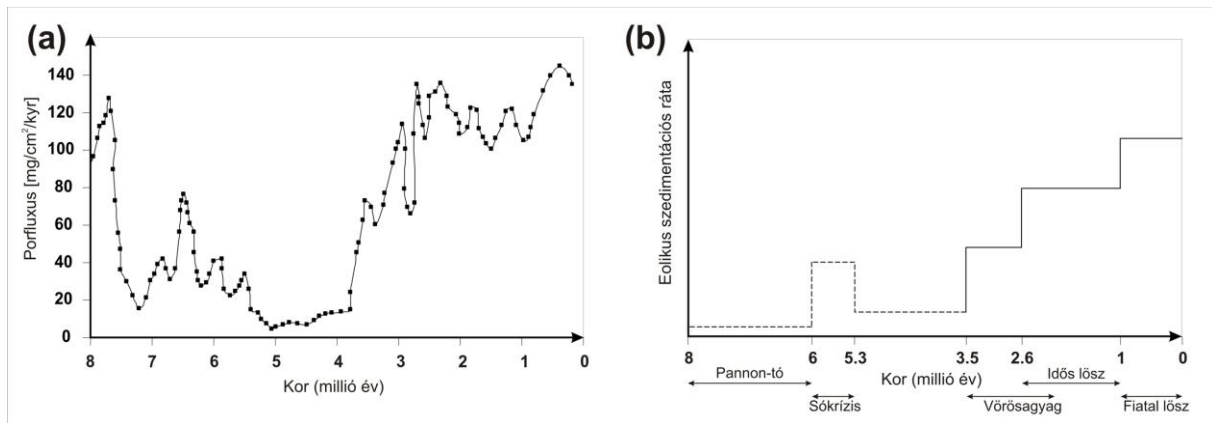 (a)
Porfluxus [mg/cm²/kyr]
140
120
100
80
60
40
20
0
8 7 6 5 4 3 2 1 0
Kor (millió év)
(b)
Eolikus szedimentációs ráta
8 6 5.3 3.5 2.6 1 0
Kor (millió év)
Pannon-tó
Idős lösz
Sókrízis
Vörösagyag
Fiatal lösz